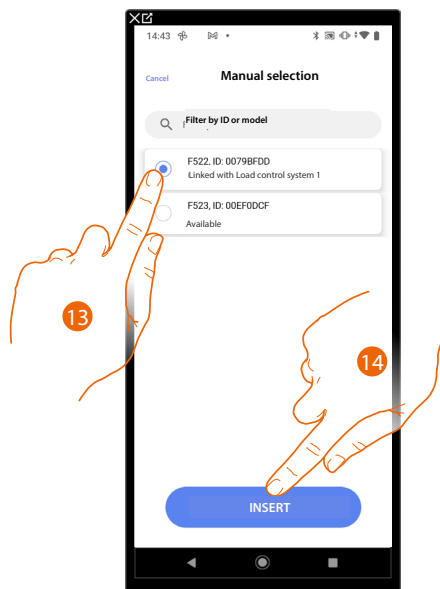 14:43
Cancel
Manual selection
Filter by ID or model
F522, ID: 0079BFDD
Linked with Load control system 1
F523, ID: 00EF0DCF
Available
13
14
INSERT